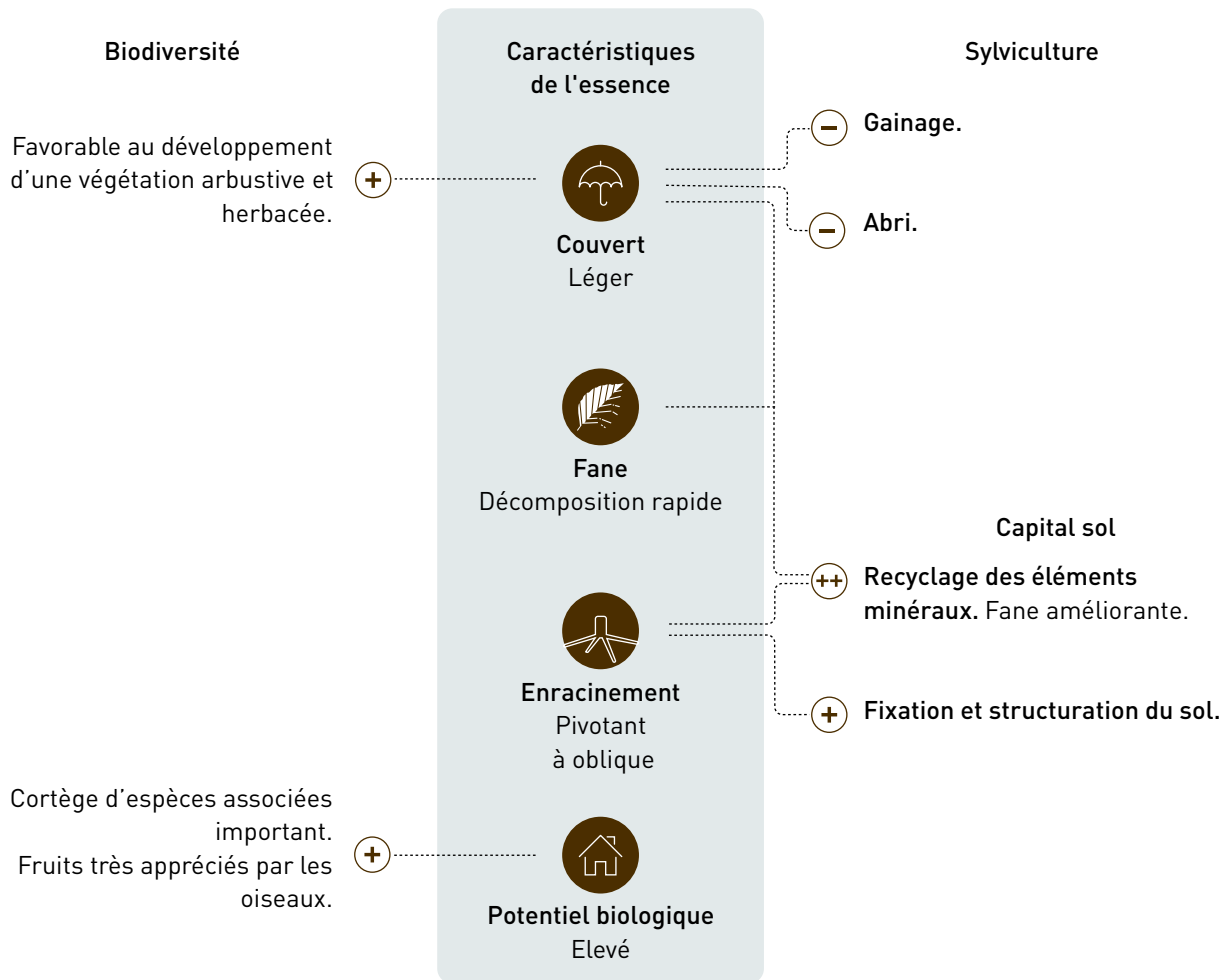 Biodiversité
Caractéristiques
de l'essence
Sylviculture
Favorable au développement
d’une végétation arbustive et
herbacée.
+
Couvert
Léger
−
Gainage.
−
Abri.
Fane
Décomposition rapide
Capital sol
++
Recyclage des éléments
minéraux. Fane améliorante.
Enracinement
Pivotant
à oblique
+
Fixation et structuration du sol.
Cortège d’espèces associées
important.
Fruits très appréciés par les
oiseaux.
+
Potentiel biologique
Elevé